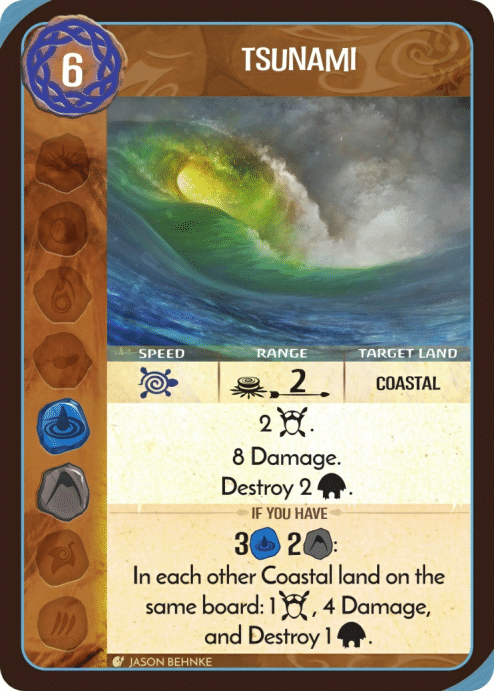 6
TSUNAMI
SPEED RANGE TARGET LAND
2 COASTAL
2 .
8 Damage.
Destroy 2 .
IF YOU HAVE
3 2 :
In each other Coastal land on the
same board: 1 , 4 Damage,
and Destroy 1 .
JASON BEHNKE